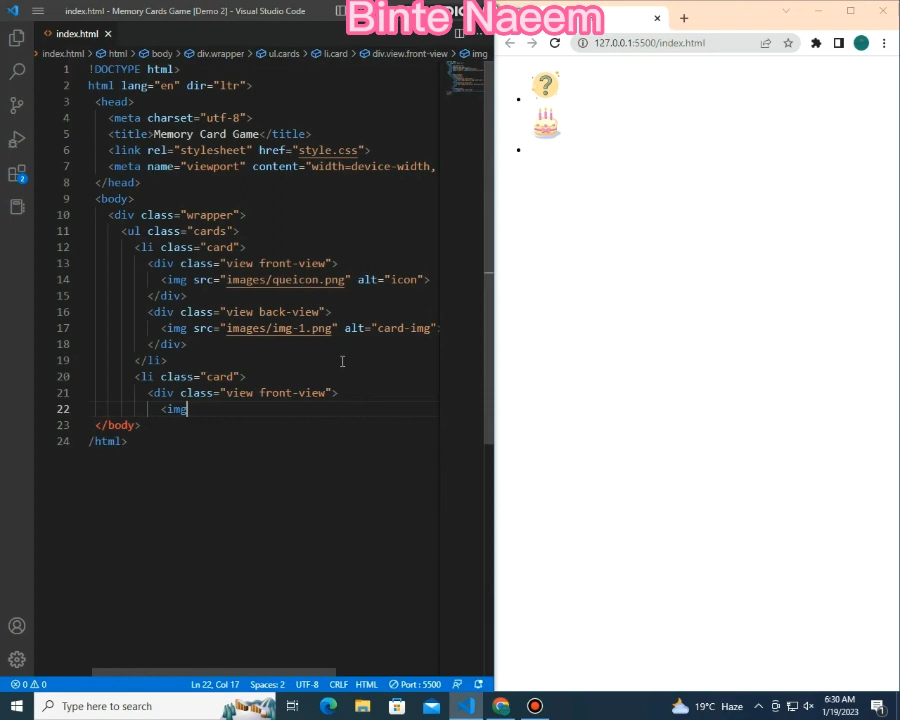 index.html - Memory Cards Game [Demo 2] - Visual Studio Code
Binte Naeem
index.html
127.0.0.1:5500/index.html
index.html > html > body > div.wrapper > ul.cards > li.card > div.view.front-view > img
1 !DOCTYPE html>
2 html lang="en" dir="ltr">
3 <head>
4 <meta charset="utf-8">
5 <title>Memory Card Game</title>
6 <link rel="stylesheet" href="style.css">
7 <meta name="viewport" content="width=device-width,
8 </head>
9 <body>
10 <div class="wrapper">
11 <ul class="cards">
12 <li class="card">
13 <div class="view front-view">
14 <img src="images/queicon.png" alt="icon">
15 </div>
16 <div class="view back-view">
17 <img src="images/img-1.png" alt="card-img">
18 </div>
19 </li>
20 <li class="card">
21 <div class="view front-view">
22 <img
23 </body>
24 /html>
?
2
0 0
Ln 22, Col 17
Spaces: 2
UTF-8
CRLF
HTML
Port : 5500
Type here to search
19°C Haze
6:30 AM
1/19/2023
1